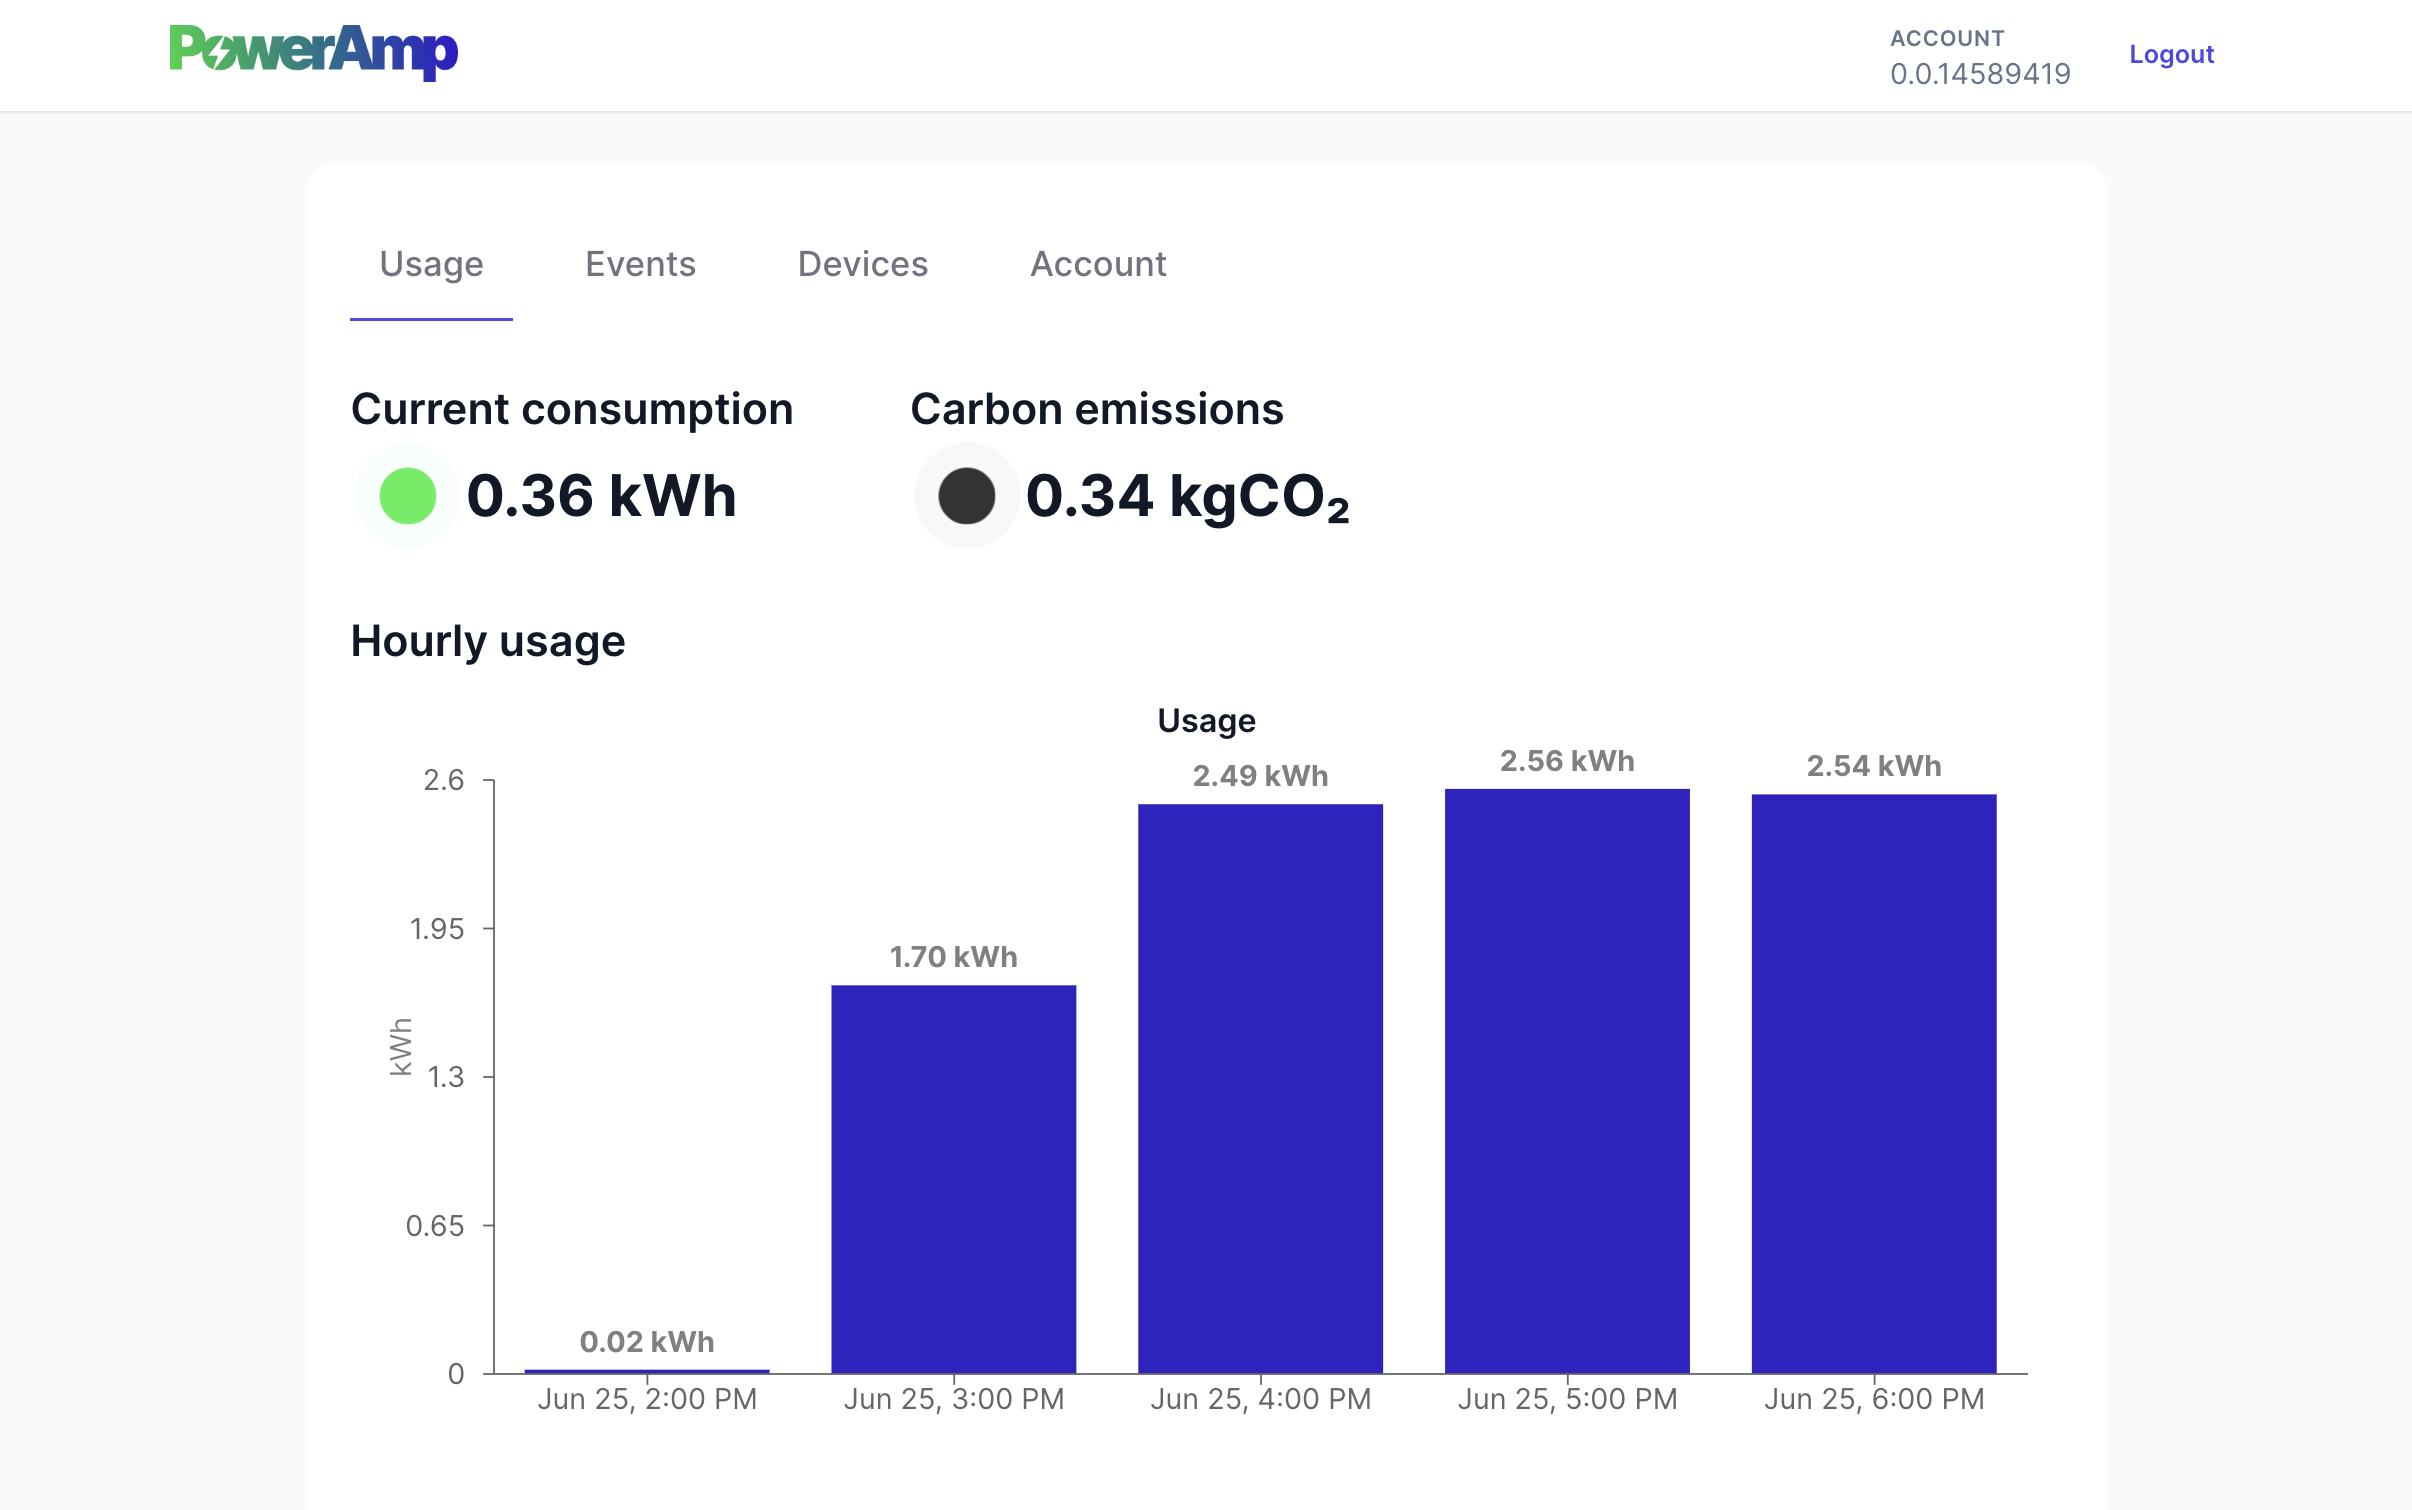 PowerAmp
ACCOUNT
0.0.14589419
Logout
Usage Events Devices Account
Current consumption
0.36 kWh
Carbon emissions
0.34 kgCO₂
Hourly usage
Usage
2.6
1.95
1.3
0.65
0
kWh
0.02 kWh
1.70 kWh
2.49 kWh
2.56 kWh
2.54 kWh
Jun 25, 2:00 PM
Jun 25, 3:00 PM
Jun 25, 4:00 PM
Jun 25, 5:00 PM
Jun 25, 6:00 PM